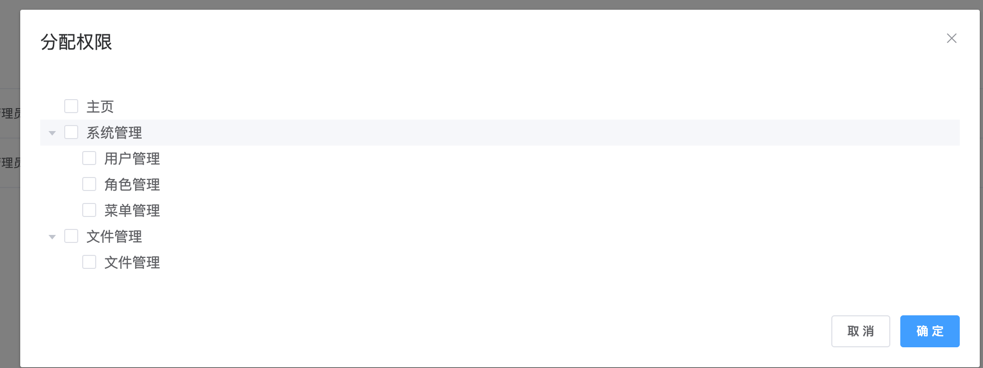 分配权限
主页
管理员
系统管理
用户管理
管理员
角色管理
菜单管理
文件管理
文件管理
取 消
确 定